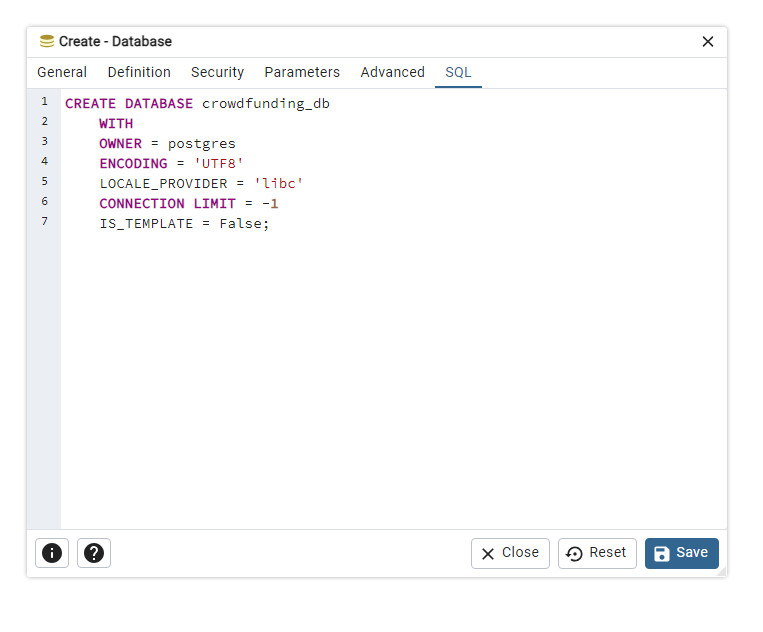 Create - Database
General Definition Security Parameters Advanced SQL
1 CREATE DATABASE crowdfunding_db
2 WITH
3 OWNER = postgres
4 ENCODING = 'UTF8'
5 LOCALE_PROVIDER = 'libc'
6 CONNECTION LIMIT = -1
7 IS_TEMPLATE = False;
Close Reset Save